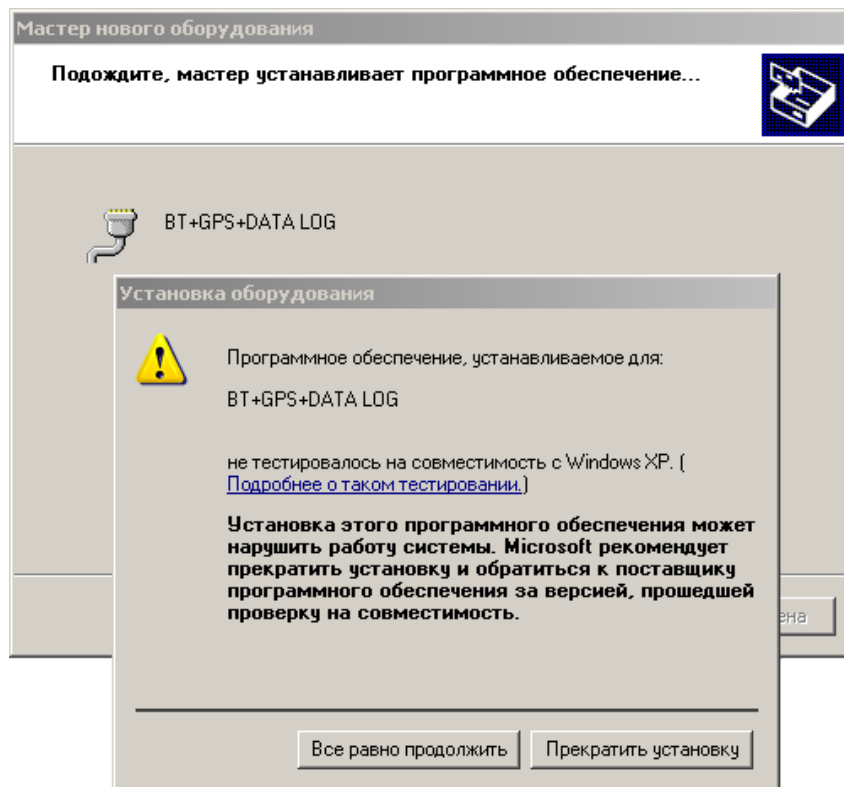 Мастер нового оборудования
Подождите, мастер устанавливает программное обеспечение...
BT+GPS+DATA LOG
Установка оборудования
Программное обеспечение, устанавливаемое для:
BT+GPS+DATA LOG
не тестировалось на совместимость с Windows XP. (
Подробнее о таком тестировании.)
Установка этого программного обеспечения может
нарушить работу системы. Microsoft рекомендует
прекратить установку и обратиться к поставщику
программного обеспечения за версией, прошедшей
проверку на совместимость.
ена
Все равно продолжить
Прекратить установку